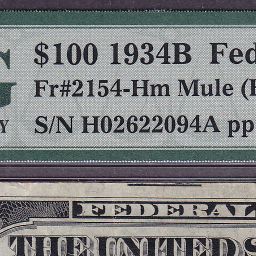 $100 1934B Fed
Fr#2154-Hm Mule (
Y S/N H02622094A pp
FEDERAL
THE UNITED S